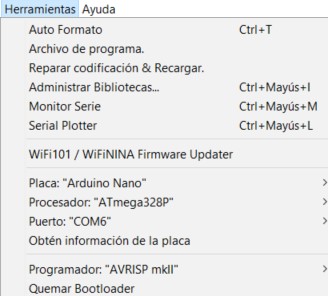 Herramientas Ayuda
Auto Formato Ctrl+T
Archivo de programa.
Reparar codificación & Recargar.
Administrar Bibliotecas... Ctrl+Mayús+I
Monitor Serie Ctrl+Mayús+M
Serial Plotter Ctrl+Mayús+L
WiFi101 / WiFiNINA Firmware Updater
Placa: "Arduino Nano"
Procesador: "ATmega328P"
Puerto: "COM6"
Obtén información de la placa
Programador: "AVRISP mkII"
Quemar Bootloader